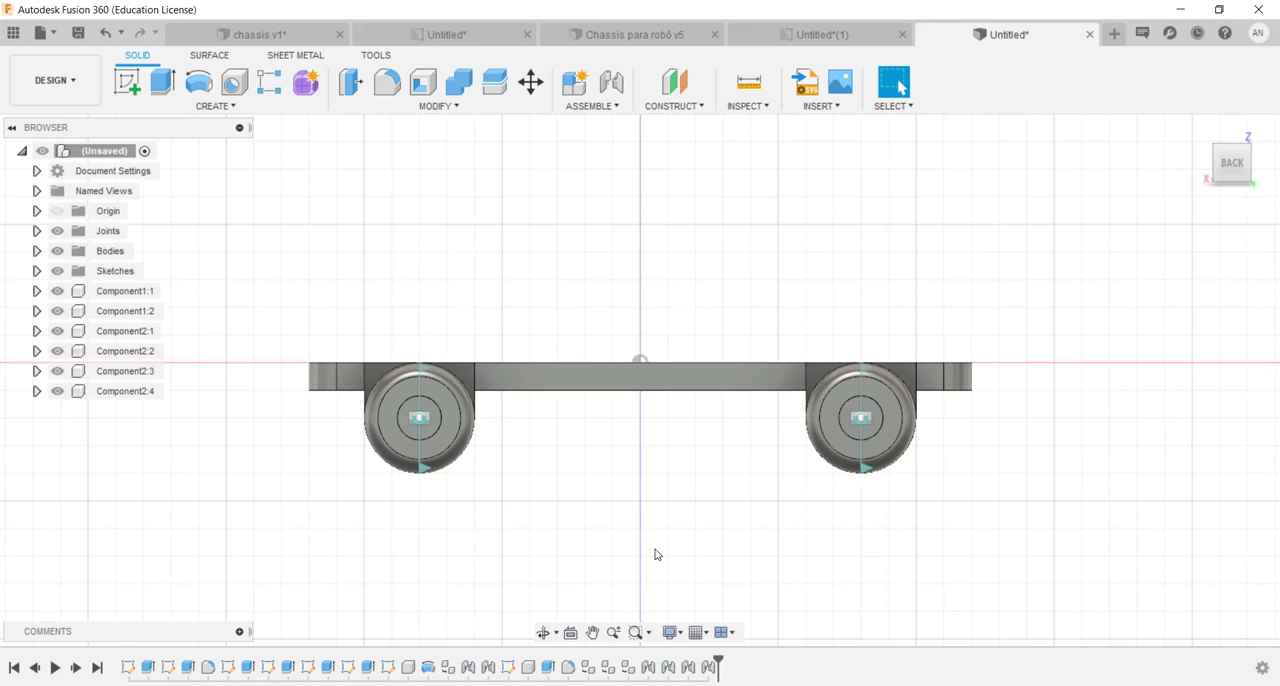 Autodesk Fusion 360 (Education License)
chassis v1*
Untitled*
Chassis para robô v5
Untitled*(1)
Untitled*
AN
DESIGN
SOLID
SURFACE
SHEET METAL
TOOLS
CREATE
MODIFY
ASSEMBLE
CONSTRUCT
INSPECT
INSERT
SELECT
BROWSER
(Unsaved)
Document Settings
Named Views
Origin
Joints
Bodies
Sketches
Component1:1
Component1:2
Component2:1
Component2:2
Component2:3
Component2:4
Z
BACK
X
COMMENTS